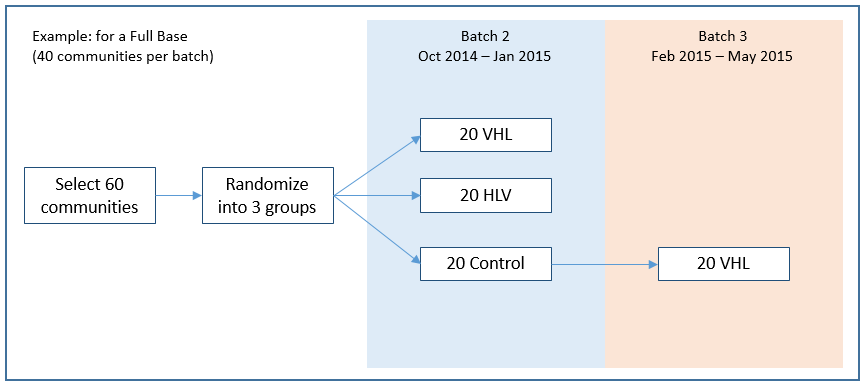 Example: for a Full Base
(40 communities per batch)
Batch 2
Oct 2014 – Jan 2015
Batch 3
Feb 2015 – May 2015
Select 60
communities
Randomize
into 3 groups
20 VHL
20 HLV
20 Control
20 VHL